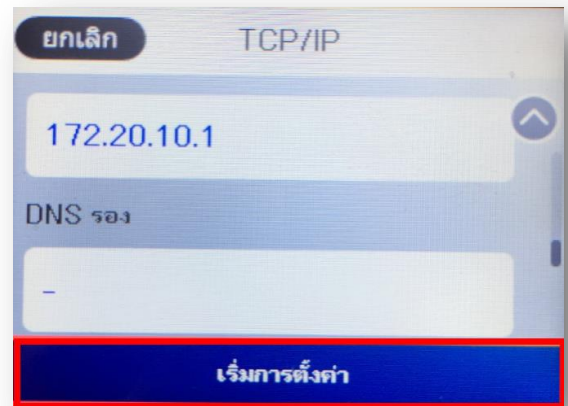 ยกเลิก TCP/IP
172.20.10.1
DNS รอง
-
เริ่มการตั้งค่า